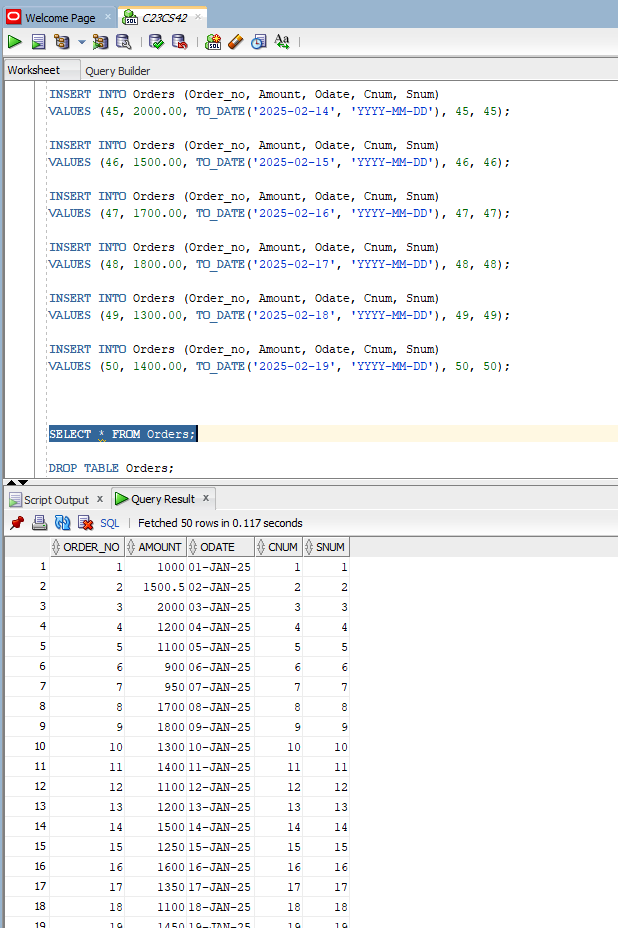 Welcome Page × C23CS42 ×
Worksheet Query Builder
INSERT INTO Orders (Order_no, Amount, Odate, Cnum, Snum)
VALUES (45, 2000.00, TO_DATE('2025-02-14', 'YYYY-MM-DD'), 45, 45);
INSERT INTO Orders (Order_no, Amount, Odate, Cnum, Snum)
VALUES (46, 1500.00, TO_DATE('2025-02-15', 'YYYY-MM-DD'), 46, 46);
INSERT INTO Orders (Order_no, Amount, Odate, Cnum, Snum)
VALUES (47, 1700.00, TO_DATE('2025-02-16', 'YYYY-MM-DD'), 47, 47);
INSERT INTO Orders (Order_no, Amount, Odate, Cnum, Snum)
VALUES (48, 1800.00, TO_DATE('2025-02-17', 'YYYY-MM-DD'), 48, 48);
INSERT INTO Orders (Order_no, Amount, Odate, Cnum, Snum)
VALUES (49, 1300.00, TO_DATE('2025-02-18', 'YYYY-MM-DD'), 49, 49);
INSERT INTO Orders (Order_no, Amount, Odate, Cnum, Snum)
VALUES (50, 1400.00, TO_DATE('2025-02-19', 'YYYY-MM-DD'), 50, 50);
SELECT * FROM Orders;
DROP TABLE Orders;
Script Output × Query Result ×
SQL | Fetched 50 rows in 0.117 seconds
ORDER_NO AMOUNT ODATE CNUM SNUM
1 1 1000 01-JAN-25 1 1
2 2 1500.5 02-JAN-25 2 2
3 3 2000 03-JAN-25 3 3
4 4 1200 04-JAN-25 4 4
5 5 1100 05-JAN-25 5 5
6 6 900 06-JAN-25 6 6
7 7 950 07-JAN-25 7 7
8 8 1700 08-JAN-25 8 8
9 9 1800 09-JAN-25 9 9
10 10 1300 10-JAN-25 10 10
11 11 1400 11-JAN-25 11 11
12 12 1100 12-JAN-25 12 12
13 13 1200 13-JAN-25 13 13
14 14 1500 14-JAN-25 14 14
15 15 1250 15-JAN-25 15 15
16 16 1600 16-JAN-25 16 16
17 17 1350 17-JAN-25 17 17
18 18 1100 18-JAN-25 18 18
19 19 1450 19-JAN-25 19 19